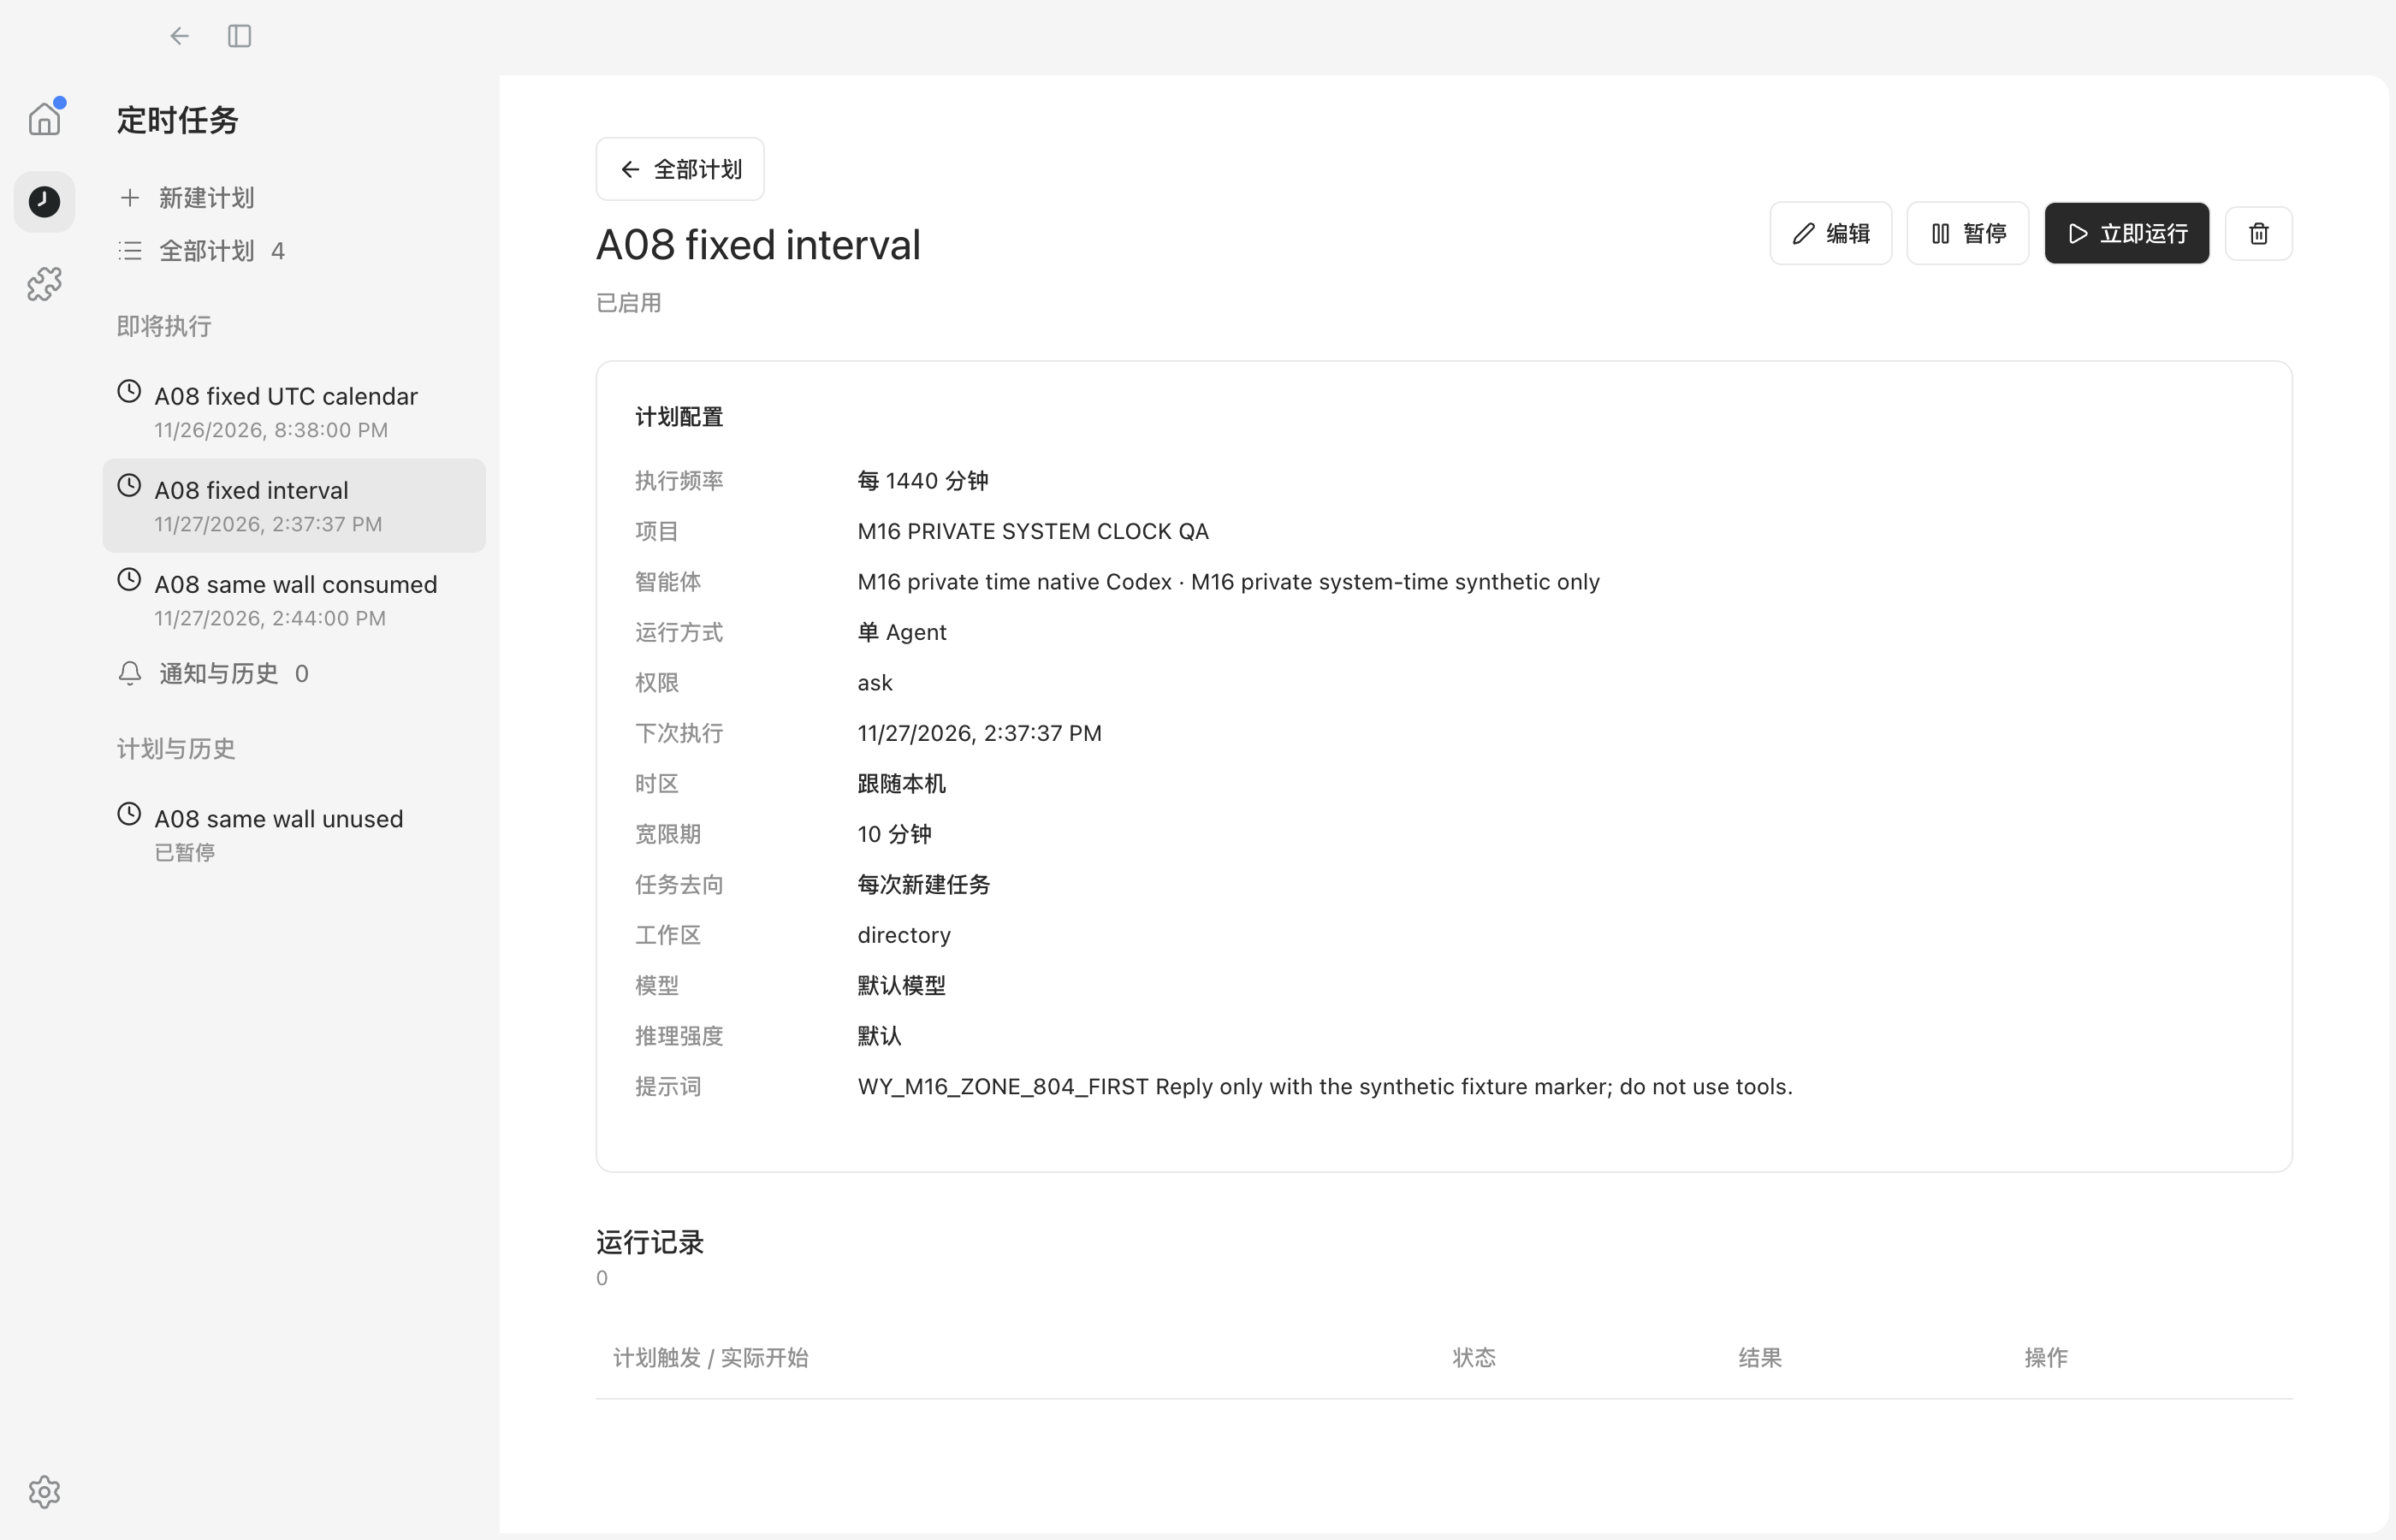 定时任务
新建计划
全部计划 4
即将执行
A08 fixed UTC calendar
11/26/2026, 8:38:00 PM
A08 fixed interval
11/27/2026, 2:37:37 PM
A08 same wall consumed
11/27/2026, 2:44:00 PM
通知与历史 0
计划与历史
A08 same wall unused
已暂停
全部计划
A08 fixed interval
已启用
编辑
暂停
立即运行
计划配置
执行频率 每 1440 分钟
项目 M16 PRIVATE SYSTEM CLOCK QA
智能体 M16 private time native Codex · M16 private system-time synthetic only
运行方式 单 Agent
权限 ask
下次执行 11/27/2026, 2:37:37 PM
时区 跟随本机
宽限期 10 分钟
任务去向 每次新建任务
工作区 directory
模型 默认模型
推理强度 默认
提示词 WY_M16_ZONE_804_FIRST Reply only with the synthetic fixture marker; do not use tools.
运行记录
0
计划触发 / 实际开始 状态 结果 操作